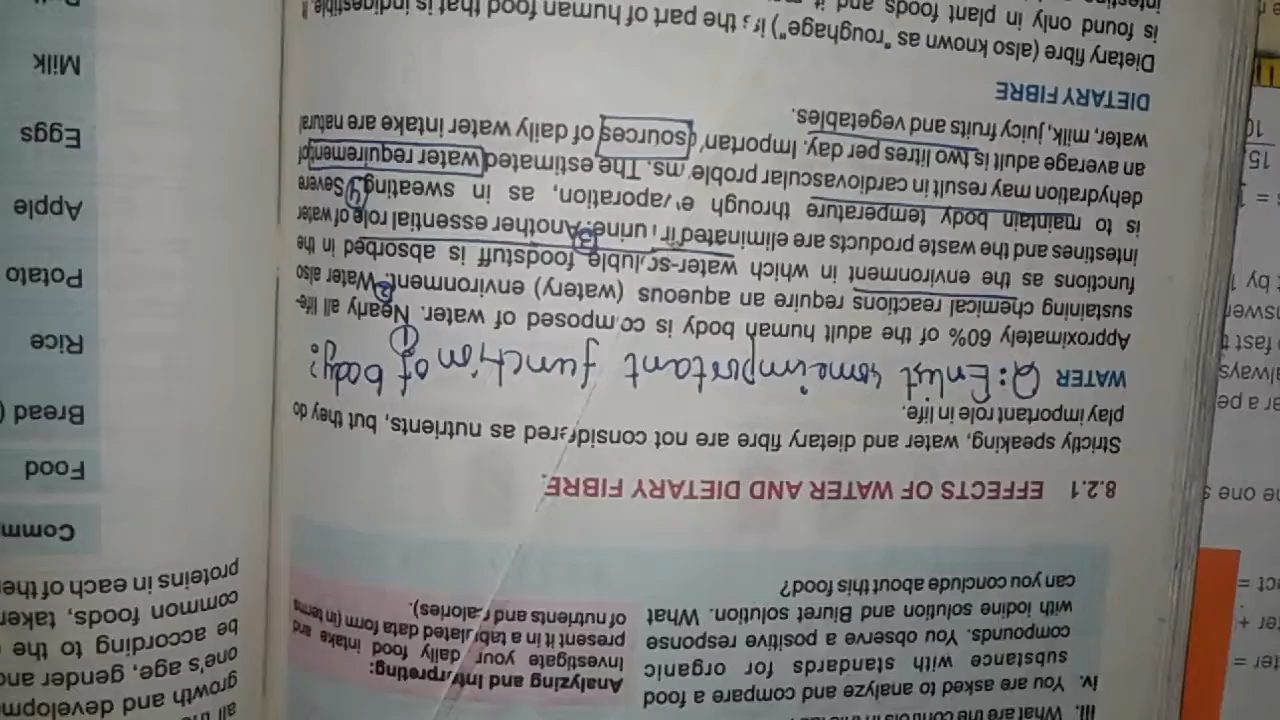 iii. What are the controls in
iv. You are asked to analyze and compare a food
substance with standards for organic
compounds. You observe a positive response
with iodine solution and Biuret solution. What
can you conclude about this food?
Analyzing and Interpreting:
Investigate your daily food intake and
present it in a tabulated data form (in terms
of nutrients and calories).
8.2.1 EFFECTS OF WATER AND DIETARY FIBRE
Strictly speaking, water and dietary fibre are not considered as nutrients, but they do
play important role in life.
WATER Q: Enlist some important function of body?
Approximately 60% of the adult human body is composed of water. ① Nearly all life-
sustaining chemical reactions require an aqueous (watery) environment. ② Water also
functions as the environment in which water-soluble foodstuff is absorbed in the
intestines and the waste products are eliminated in urine. ③ Another essential role of water
is to maintain body temperature through evaporation, as in sweating. ④ Severe
dehydration may result in cardiovascular problems. The estimated water requirement of
an average adult is two litres per day. Important sources of daily water intake are natural
water, milk, juicy fruits and vegetables.
DIETARY FIBRE
Dietary fibre (also known as "roughage") is the part of human food that is indigestible. It
is found only in plant foods and it
growth and
one's age, gender and
be according to the
common foods, taken
proteins in each of
Food
Bread (
Rice
Potato
Apple
Eggs
Milk